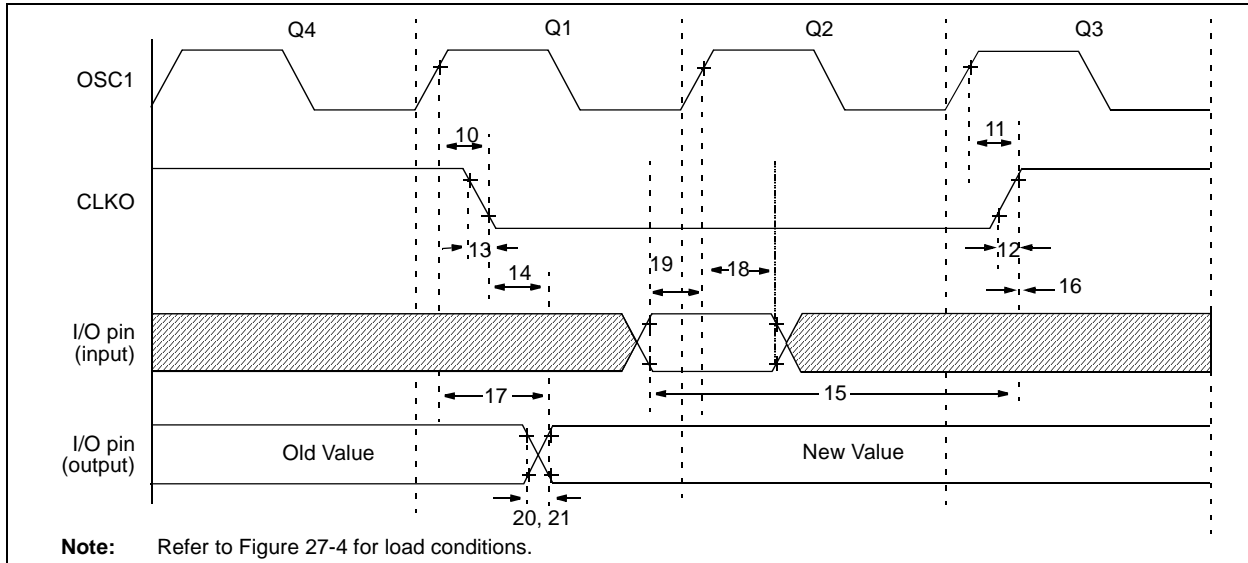 Q4 Q1 Q2 Q3
OSC1
10 11
CLKO
13 12
14 19 18 16
I/O pin
(input)
17 15
I/O pin
(output)
Old Value New Value
20, 21
Note: Refer to Figure 27-4 for load conditions.